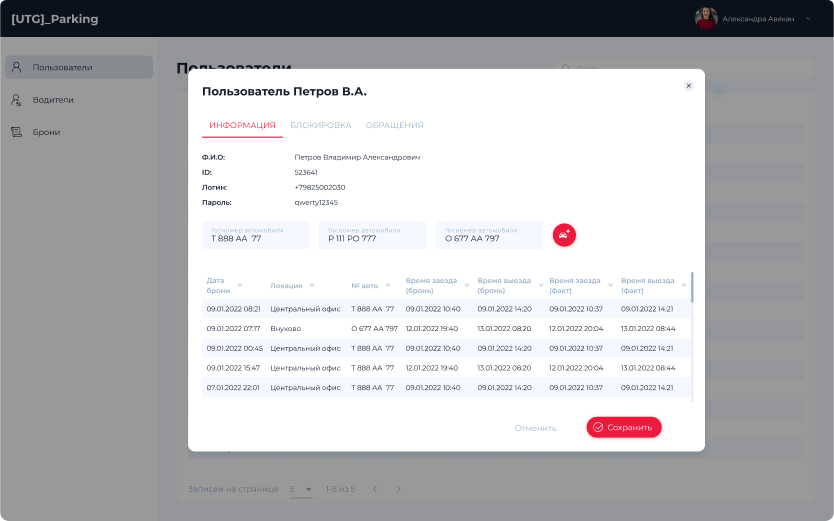 [UTG]_Parking
Александра Авякан
Пользователи
Водители
Брони
Пользователи
Пользователь Петров В.А.
ИНФОРМАЦИЯ БЛОКИРОВКА ОБРАЩЕНИЯ
Ф.И.О: Петров Владимир Александрович
ID: 523641
Логин: +79825002030
Пароль: qwerty12345
Госномер автомобиля Госномер автомобиля Госномер автомобиля
Т 888 АА 77 Р 111 РО 777 О 677 АА 797
Дата брони Локация № авто Время заезда (бронь) Время выезда (бронь) Время заезда (факт) Время выезда (факт)
09.01.2022 08:21 Центральный офис Т 888 АА 77 09.01.2022 10:40 09.01.2022 14:20 09.01.2022 10:37 09.01.2022 14:21
09.01.2022 07:17 Внуково О 677 АА 797 12.01.2022 19:40 13.01.2022 08:20 12.01.2022 20:04 13.01.2022 08:44
09.01.2022 00:45 Центральный офис Т 888 АА 77 09.01.2022 10:40 09.01.2022 14:20 09.01.2022 10:37 09.01.2022 14:21
09.01.2022 15:47 Центральный офис Т 888 АА 77 12.01.2022 19:40 13.01.2022 08:20 12.01.2022 20:04 13.01.2022 08:44
07.01.2022 22:01 Центральный офис Т 888 АА 77 09.01.2022 10:40 09.01.2022 14:20 09.01.2022 10:37 09.01.2022 14:21
Отменить Сохранить
Записей на странице 5 1-5 из 5